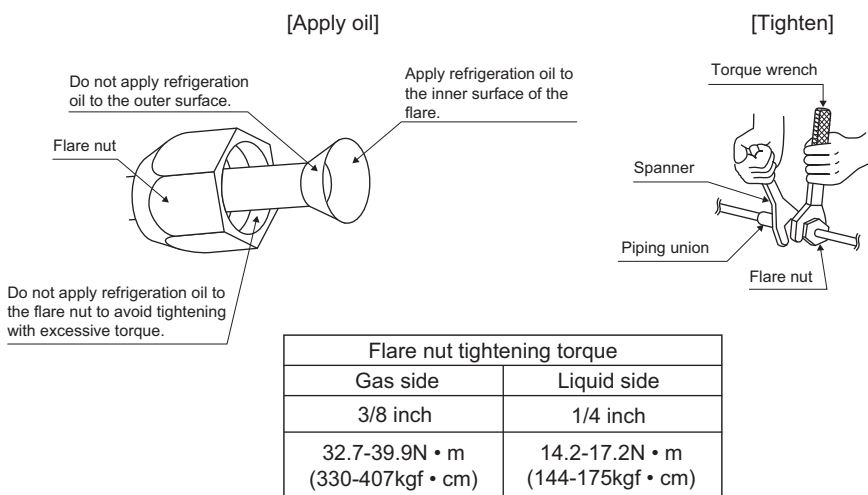 [Apply oil]
Do not apply refrigeration
oil to the outer surface.
Apply refrigeration oil to
the inner surface of the
flare.
Flare nut
Do not apply refrigeration oil to
the flare nut to avoid tightening
with excessive torque.
[Tighten]
Torque wrench
Spanner
Piping union
Flare nut
Flare nut tightening torque
Gas side
Liquid side
3/8 inch
1/4 inch
32.7-39.9N • m
(330-407kgf • cm)
14.2-17.2N • m
(144-175kgf • cm)